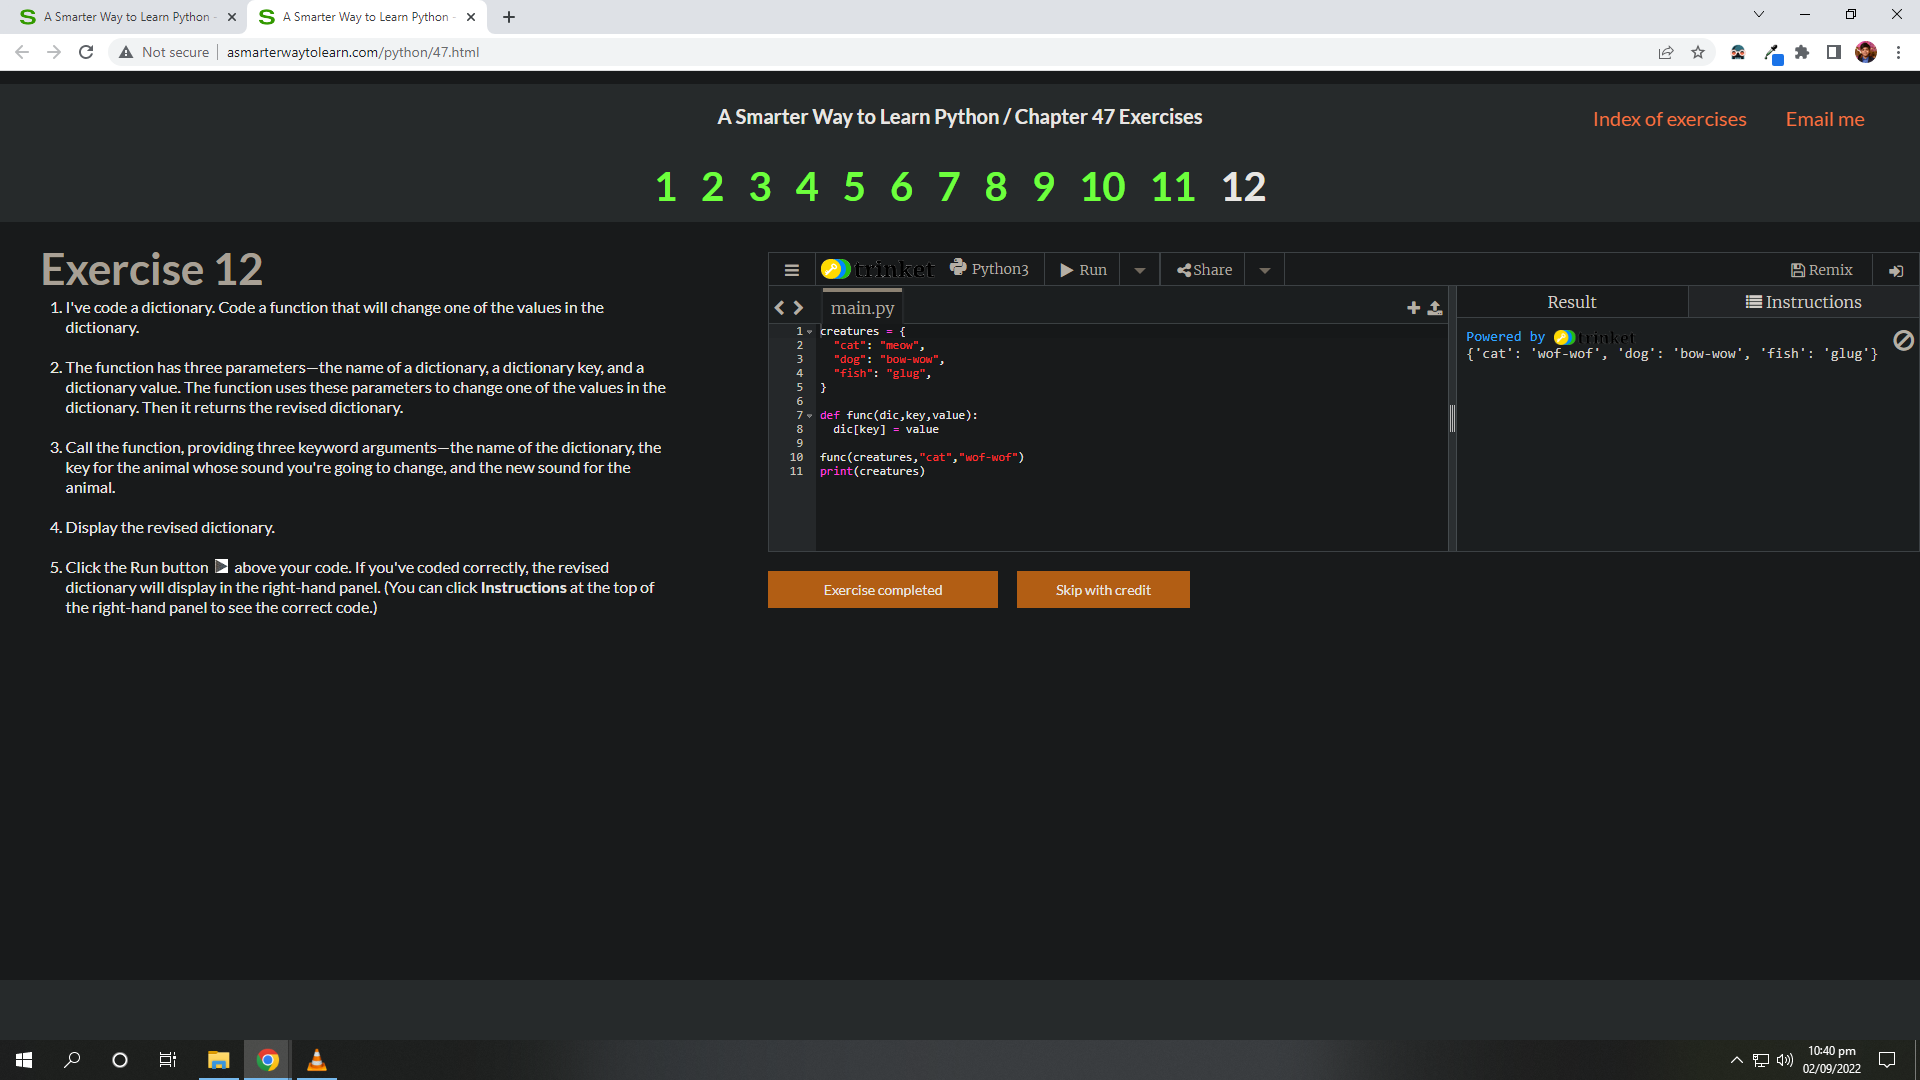 A Smarter Way to Learn Python -
A Smarter Way to Learn Python -
Not secure
asmarterwaytolearn.com/python/47.html
A Smarter Way to Learn Python / Chapter 47 Exercises
Index of exercises
Email me
1 2 3 4 5 6 7 8 9 10 11 12
Exercise 12
1. I've code a dictionary. Code a function that will change one of the values in the
dictionary.
2. The function has three parameters—the name of a dictionary, a dictionary key, and a
dictionary value. The function uses these parameters to change one of the values in the
dictionary. Then it returns the revised dictionary.
3. Call the function, providing three keyword arguments—the name of the dictionary, the
key for the animal whose sound you're going to change, and the new sound for the
animal.
4. Display the revised dictionary.
5. Click the Run button above your code. If you've coded correctly, the revised
dictionary will display in the right-hand panel. (You can click Instructions at the top of
the right-hand panel to see the correct code.)
trinket
Python3
Run
Share
Remix
main.py
1 creatures = {
2 "cat": "meow",
3 "dog": "bow-wow",
4 "fish": "glug",
5 }
6
7 def func(dic,key,value):
8 dic[key] = value
9
10 func(creatures,"cat","wof-wof")
11 print(creatures)
Result
Instructions
Powered by trinket
{'cat': 'wof-wof', 'dog': 'bow-wow', 'fish': 'glug'}
Exercise completed
Skip with credit
10:40 pm
02/09/2022